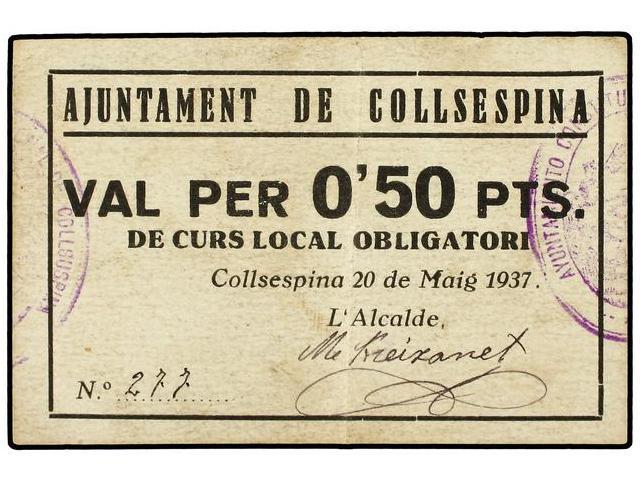 AJUNTAMENT DE COLLSESPINA
VAL PER 0'50 PTS.
DE CURS LOCAL OBLIGATORI
Collsespina 20 de Maig 1937.
L'Alcalde,
N.º 277
AYUNTAMIENTO